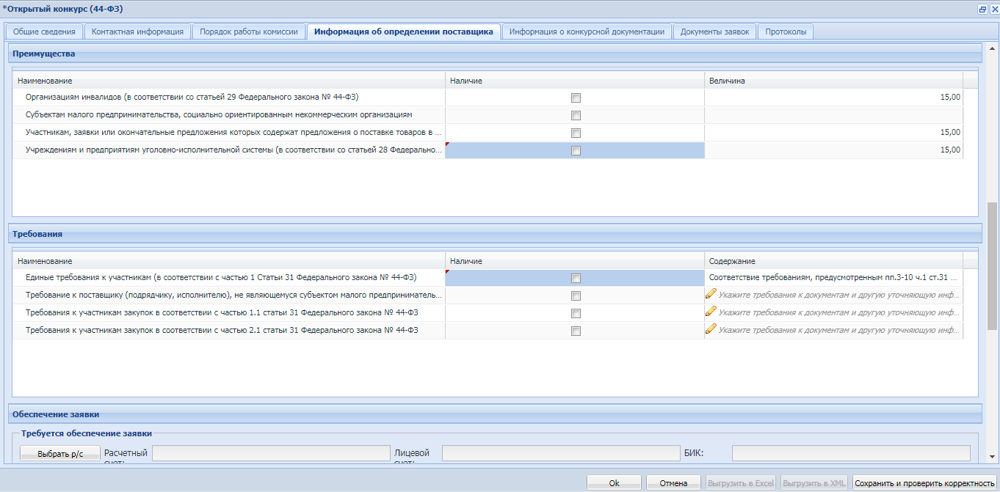 *Открытый конкурс (44-ФЗ)
Общие сведения Контактная информация Порядок работы комиссии Информация об определении поставщика Информация о конкурсной документации Документы заявок Протоколы
Преимущества
Наименование Наличие Величина
Организациям инвалидов (в соответствии со статьей 29 Федерального закона № 44-ФЗ) 15,00
Субъектам малого предпринимательства, социально ориентированным некоммерческим организациям
Участникам, заявки или окончательные предложения которых содержат предложения о поставке товаров в ... 15,00
Учреждениям и предприятиям уголовно-исполнительной системы (в соответствии со статьей 28 Федерально... 15,00
Требования
Наименование Наличие Содержание
Единые требования к участникам (в соответствии с частью 1 Статьи 31 Федерального закона № 44-ФЗ) Соответствие требованиям, предусмотренным пп.3-10 ч.1 ст.31 ...
Требование к поставщику (подрядчику, исполнителю), не являющемуся субъектом малого предприниматель... Укажите требования к документам и другую уточняющую инф...
Требования к участникам закупок в соответствии с частью 1.1 статьи 31 Федерального закона № 44-ФЗ Укажите требования к документам и другую уточняющую инф...
Требования к участникам закупок в соответствии с частью 2.1 статьи 31 Федерального закона № 44-ФЗ Укажите требования к документам и другую уточняющую инф...
Обеспечение заявки
Требуется обеспечение заявки
Выбрать р/с Расчетный счет: Лицевой счет: БИК:
Ok Отмена Выгрузить в Excel Выгрузить в XML Сохранить и проверить корректность